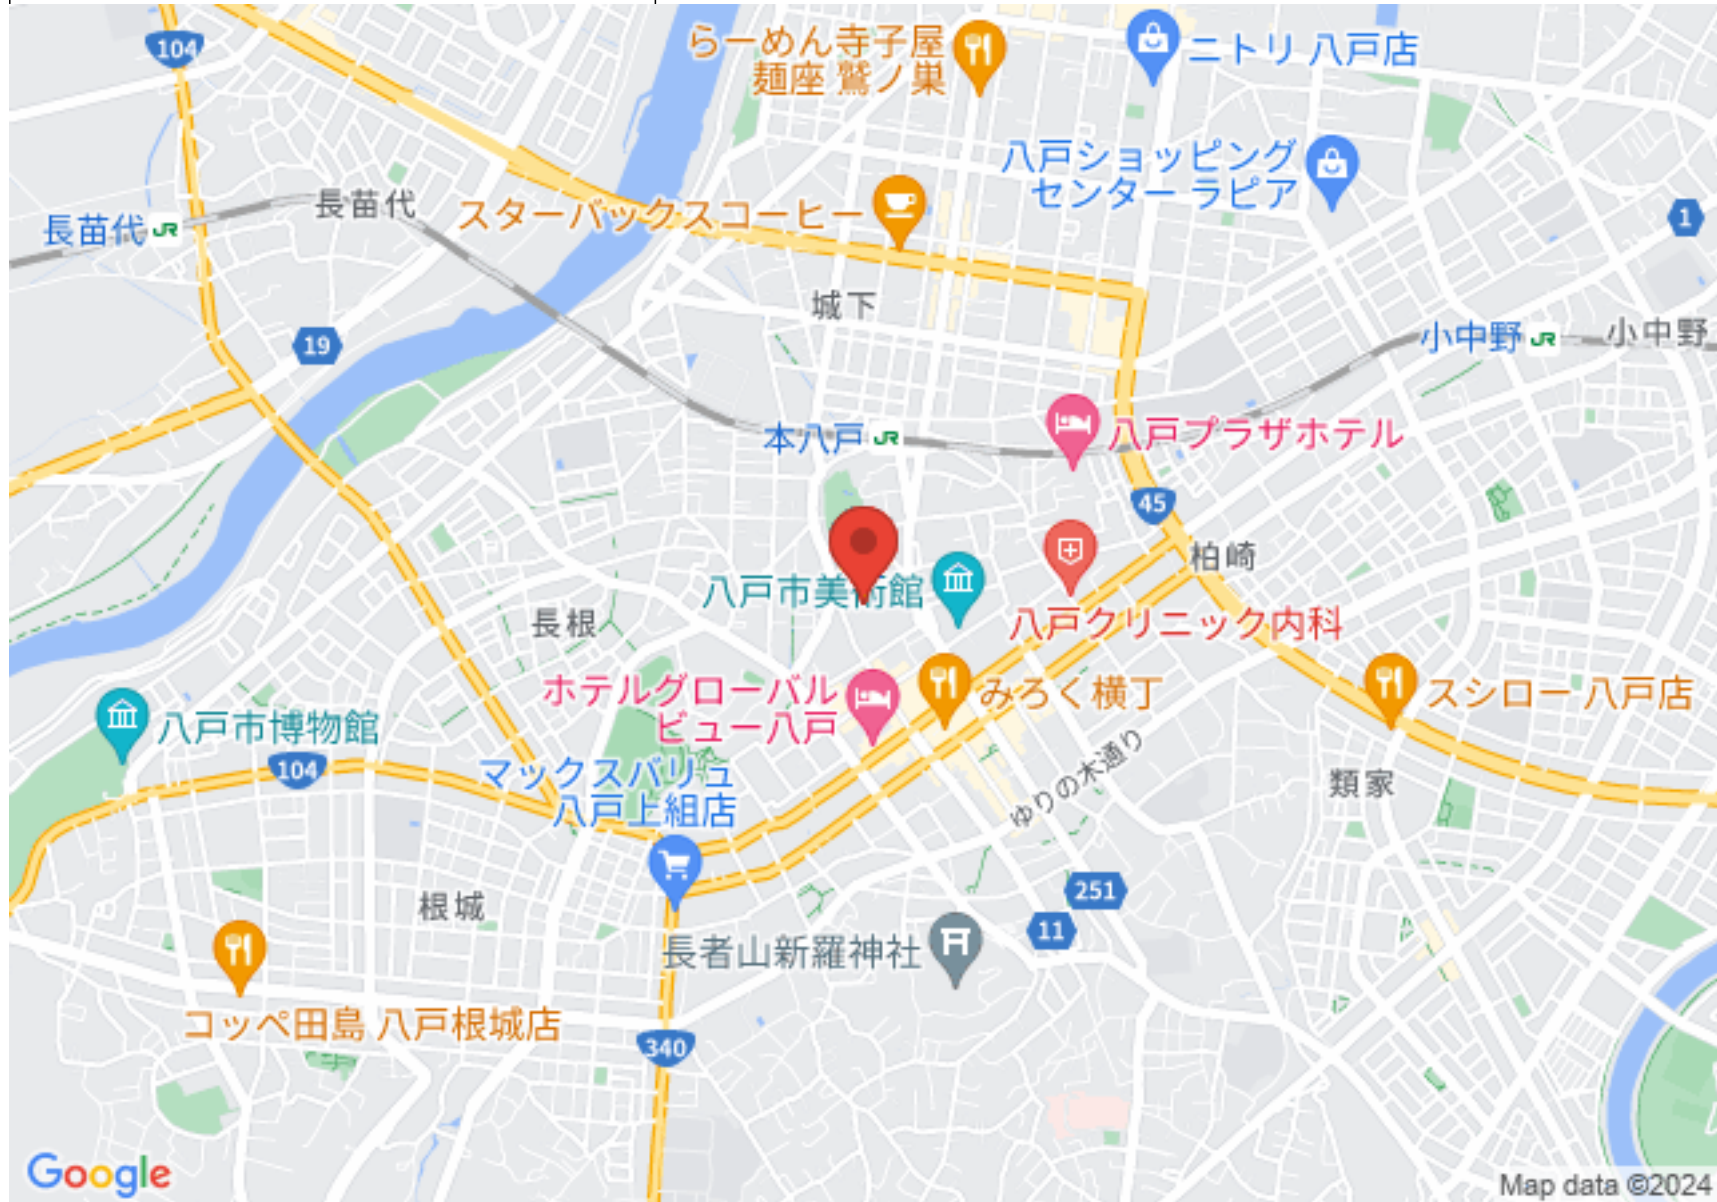 104
らーめん寺子屋
麺座 鷲ノ巣
ニトリ 八戸店
八戸ショッピング
センター ラピア
長苗代
長苗代 JR
スターバックスコーヒー
1
城下
19
小中野 JR
小中野
本八戸 JR
八戸プラザホテル
45
柏崎
八戸市美術館
長根
八戸クリニック内科
ホテルグローバル
ビュー八戸
みろく横丁
スシロー 八戸店
八戸市博物館
104
マックスバリュ
八戸上組店
ゆりの木通り
類家
251
根城
11
長者山新羅神社
コッペ田島 八戸根城店
340
Google
Map data ©2024